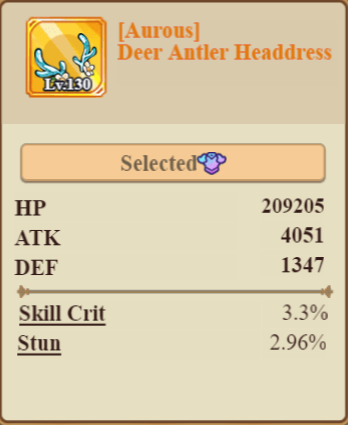 [Aurous]
Deer Antler Headdress
Lv.130
Selected
HP 209205
ATK 4051
DEF 1347
Skill Crit 3.3%
Stun 2.96%